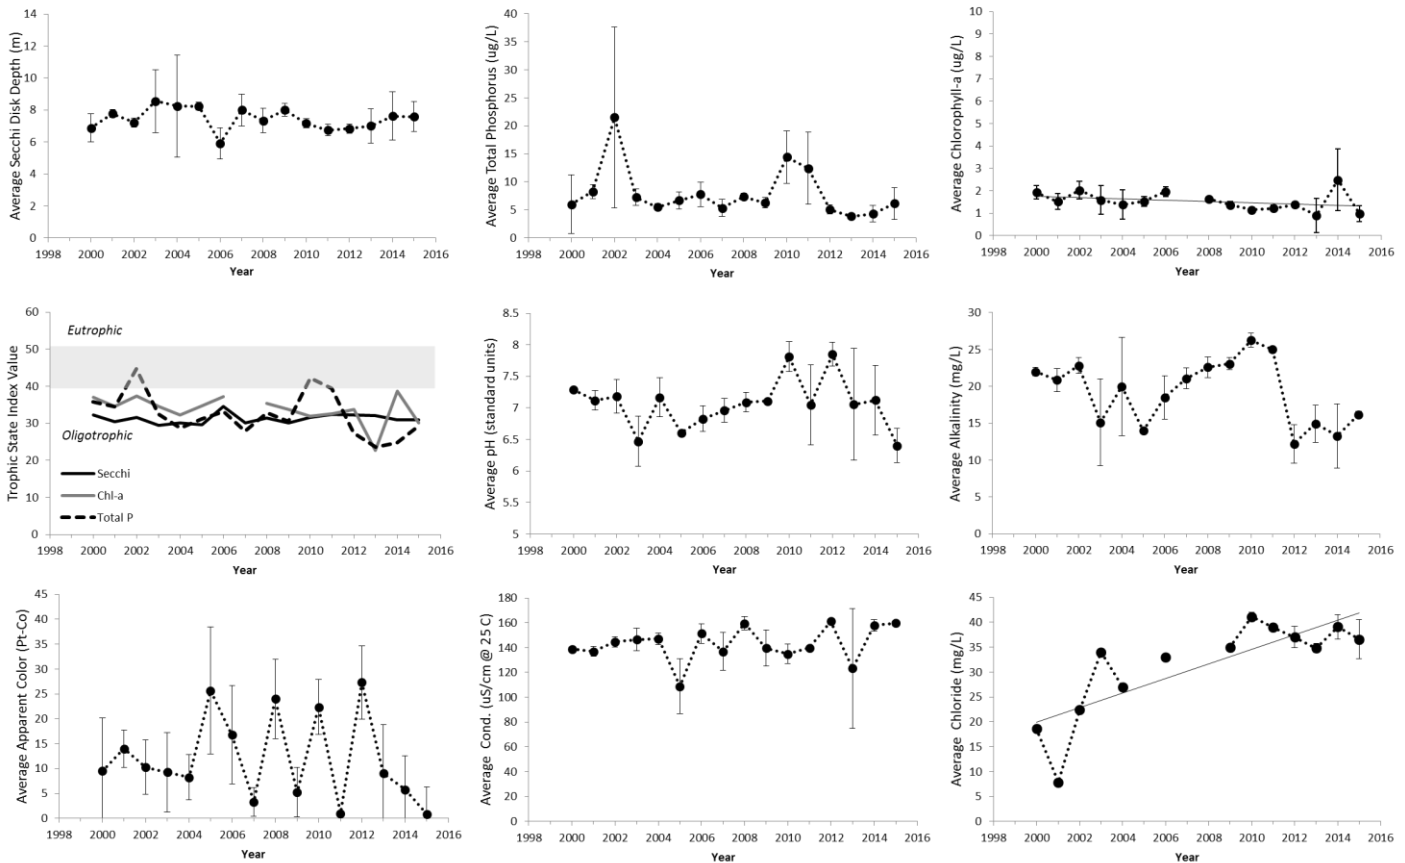 Average Secchi Disk Depth (m)
14
12
10
8
6
4
2
0
1998 2000 2002 2004 2006 2008 2010 2012 2014 2016
Year
Average Total Phosphorus (ug/L)
40
35
30
25
20
15
10
5
0
1998 2000 2002 2004 2006 2008 2010 2012 2014 2016
Year
Average Chlorophyll-a (ug/L)
10
9
8
7
6
5
4
3
2
1
0
1998 2000 2002 2004 2006 2008 2010 2012 2014 2016
Year
Trophic State Index Value
60
50
40
30
20
10
0
Eutrophic
Oligotrophic
Secchi
Chl-a
Total P
1998 2000 2002 2004 2006 2008 2010 2012 2014 2016
Year
Average pH (standard units)
8.5
8
7.5
7
6.5
6
5.5
5
1998 2000 2002 2004 2006 2008 2010 2012 2014 2016
Year
Average Alkalinity (mg/L)
30
25
20
15
10
5
0
1998 2000 2002 2004 2006 2008 2010 2012 2014 2016
Year
Average Apparent Color (Pt-Co)
45
40
35
30
25
20
15
10
5
0
1998 2000 2002 2004 2006 2008 2010 2012 2014 2016
Year
Average Cond. (uS/cm @ 25 C)
180
160
140
120
100
80
60
40
20
0
1998 2000 2002 2004 2006 2008 2010 2012 2014 2016
Year
Average Chloride (mg/L)
45
40
35
30
25
20
15
10
5
0
1998 2000 2002 2004 2006 2008 2010 2012 2014 2016
Year